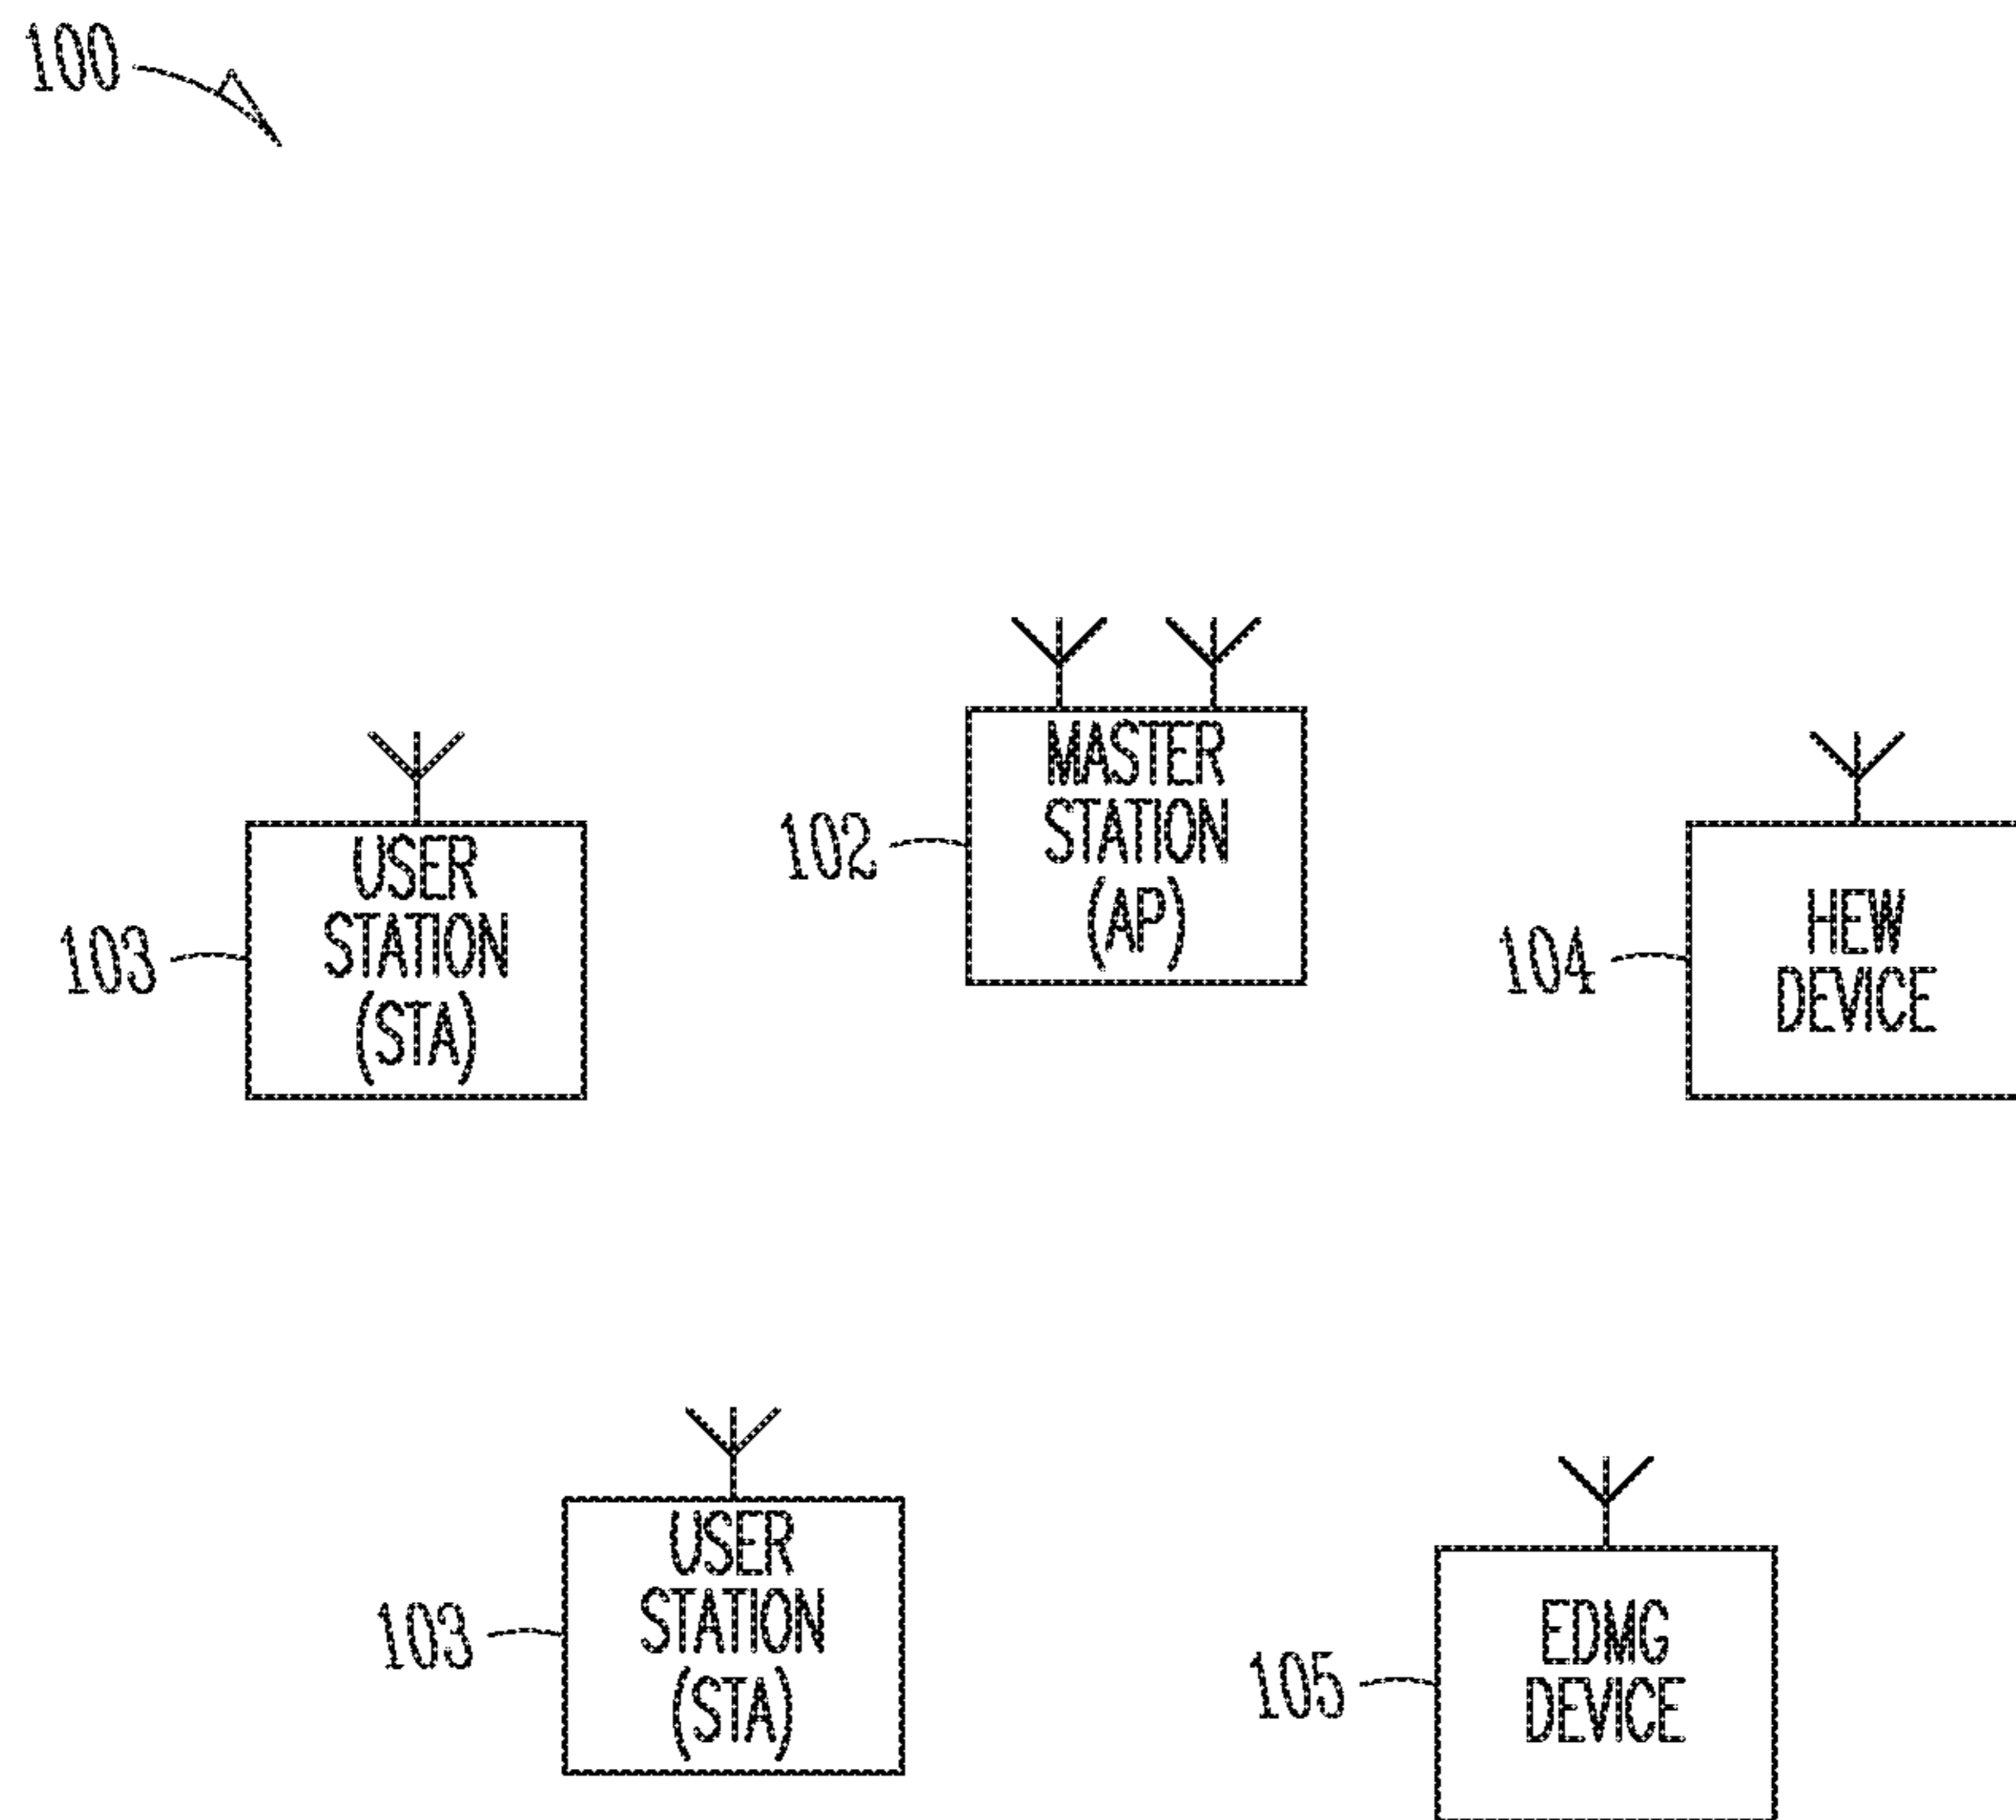 100
MASTER
STATION
(AP)
102
USER
STATION
(STA)
103
HEW
DEVICE
104
USER
STATION
(STA)
103
EDMG
DEVICE
105